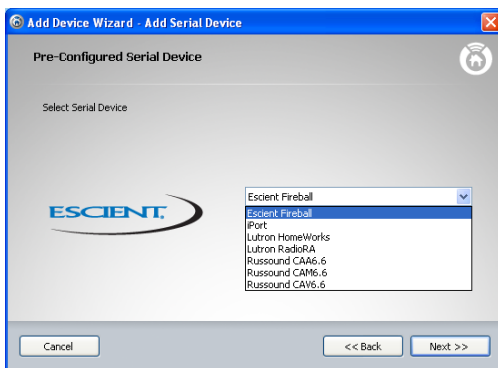 Add Device Wizard - Add Serial Device
Pre-Configured Serial Device
Select Serial Device
ESCIENT.
Escient Fireball
Escient Fireball
iPort
Lutron HomeWorks
Lutron RadioRA
Russound CAA6.6
Russound CAM6.6
Russound CAV6.6
Cancel
<< Back
Next >>